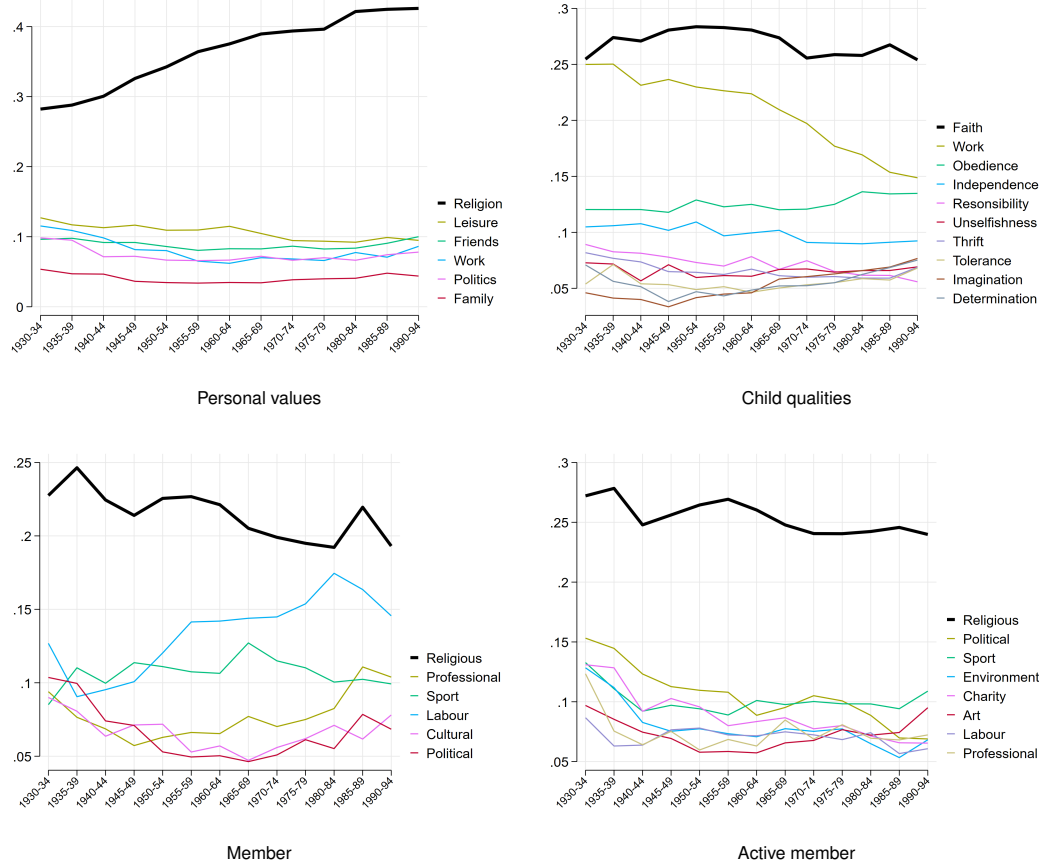 .4
.3
.2
.1
0
1930-34
1935-39
1940-44
1945-49
1950-54
1955-59
1960-64
1965-69
1970-74
1975-79
1980-84
1985-89
1990-94
Religion
Leisure
Friends
Work
Politics
Family
Personal values
.3
.25
.2
.15
.1
.05
1930-34
1935-39
1940-44
1945-49
1950-54
1955-59
1960-64
1965-69
1970-74
1975-79
1980-84
1985-89
1990-94
Faith
Work
Obedience
Independence
Resonsibility
Unselfishness
Thrift
Tolerance
Imagination
Determination
Child qualities
.25
.2
.15
.1
.05
1930-34
1935-39
1940-44
1945-49
1950-54
1955-59
1960-64
1965-69
1970-74
1975-79
1980-84
1985-89
1990-94
Religious
Professional
Sport
Labour
Cultural
Political
Member
.3
.25
.2
.15
.1
.05
1930-34
1935-39
1940-44
1945-49
1950-54
1955-59
1960-64
1965-69
1970-74
1975-79
1980-84
1985-89
1990-94
Religious
Political
Sport
Environment
Charity
Art
Labour
Professional
Active member